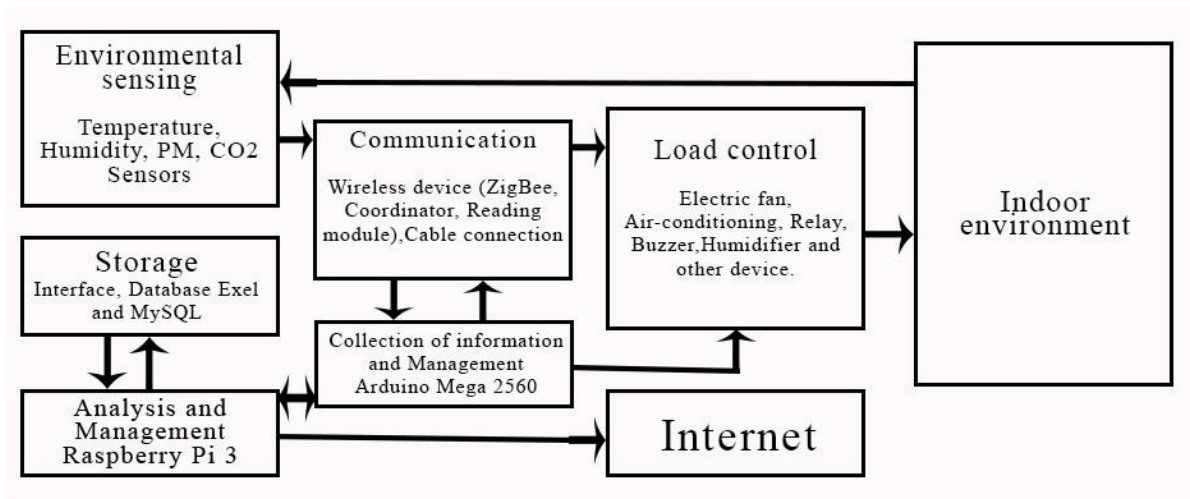 Environmental
sensing
Temperature,
Humidity, PM, CO2
Sensors
Communication
Wireless device (ZigBee,
Coordinator, Reading
module),Cable connection
Load control
Electric fan,
Air-conditioning, Relay,
Buzzer,Humidifier and
other device.
Indoor
environment
Storage
Interface, Database Exel
and MySQL
Collection of information
and Management
Arduino Mega 2560
Analysis and
Management
Raspberry Pi 3
Internet